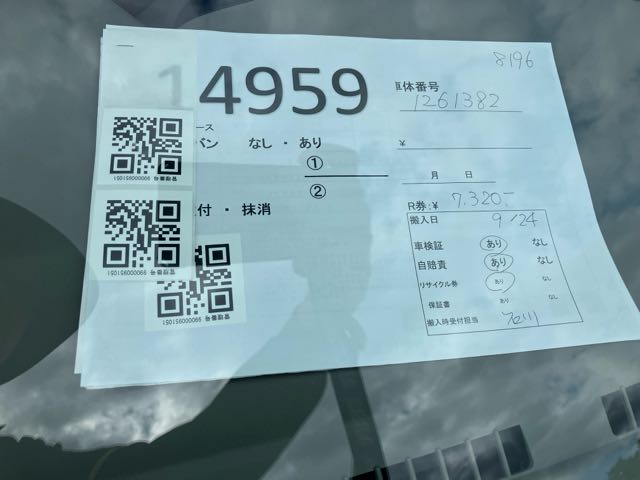 8196
14959
車体番号
1261382
ース
バン なし・あり
¥
①
②
月 日
付・抹消
R券:¥ 7.320-
搬入日 9/24
車検証 あり なし
自賠責 あり なし
リサイクル券 あり なし
保証書 あり なし
搬入時受付担当